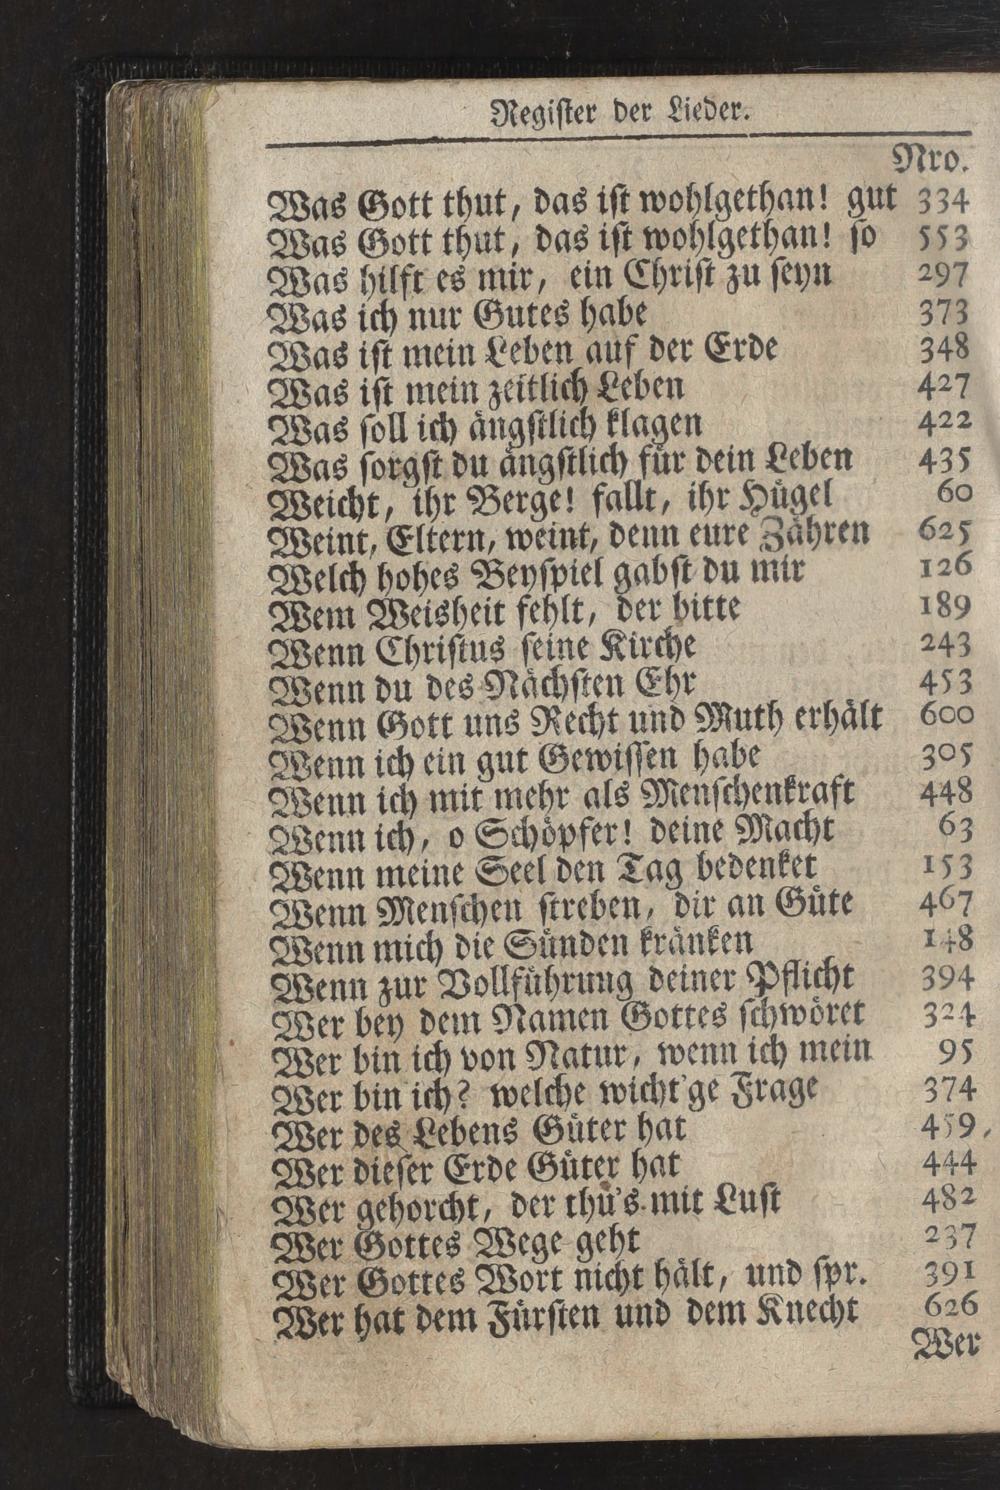 Register der Lieder.
Nro.
Was Gott thut, das ist wohlgethan! gut 334
Was Gott thut, das ist wohlgethan! so 553
Was hilft es mir, ein Christ zu seyn 297
Was ich nur Gutes habe 373
Was ist mein Leben auf der Erde 348
Was ist mein zeitlich Leben 427
Was soll ich ängstlich klagen 422
Was sorgst du ängstlich für dein Leben 435
Weicht, ihr Berge! fallt, ihr Hügel 60
Weint, Eltern, weint, denn eure Zähren 625
Welch hohes Beyspiel gabst du mir 126
Wem Weisheit fehlt, der bitte 189
Wenn Christus seine Kirche 243
Wenn du des Nächsten Ehr 453
Wenn Gott uns Recht und Muth erhält 600
Wenn ich ein gut Gewissen habe 305
Wenn ich mit mehr als Menschenkraft 448
Wenn ich, o Schöpfer! deine Macht 63
Wenn meine Seel den Tag bedenket 153
Wenn Menschen streben, dir an Güte 467
Wenn mich die Sünden kränken 148
Wenn zur Vollführung deiner Pflicht 394
Wer bey dem Namen Gottes schwöret 324
Wer bin ich von Natur, wenn ich mein 95
Wer bin ich? welche wicht'ge Frage 374
Wer des Lebens Güter hat 459
Wer dieser Erde Güter hat 444
Wer gehorcht, der thü's mit Lust 482
Wer Gottes Wege geht 237
Wer Gottes Wort nicht hält, und spr. 391
Wer hat dem Fürsten und dem Knecht 626
Wer